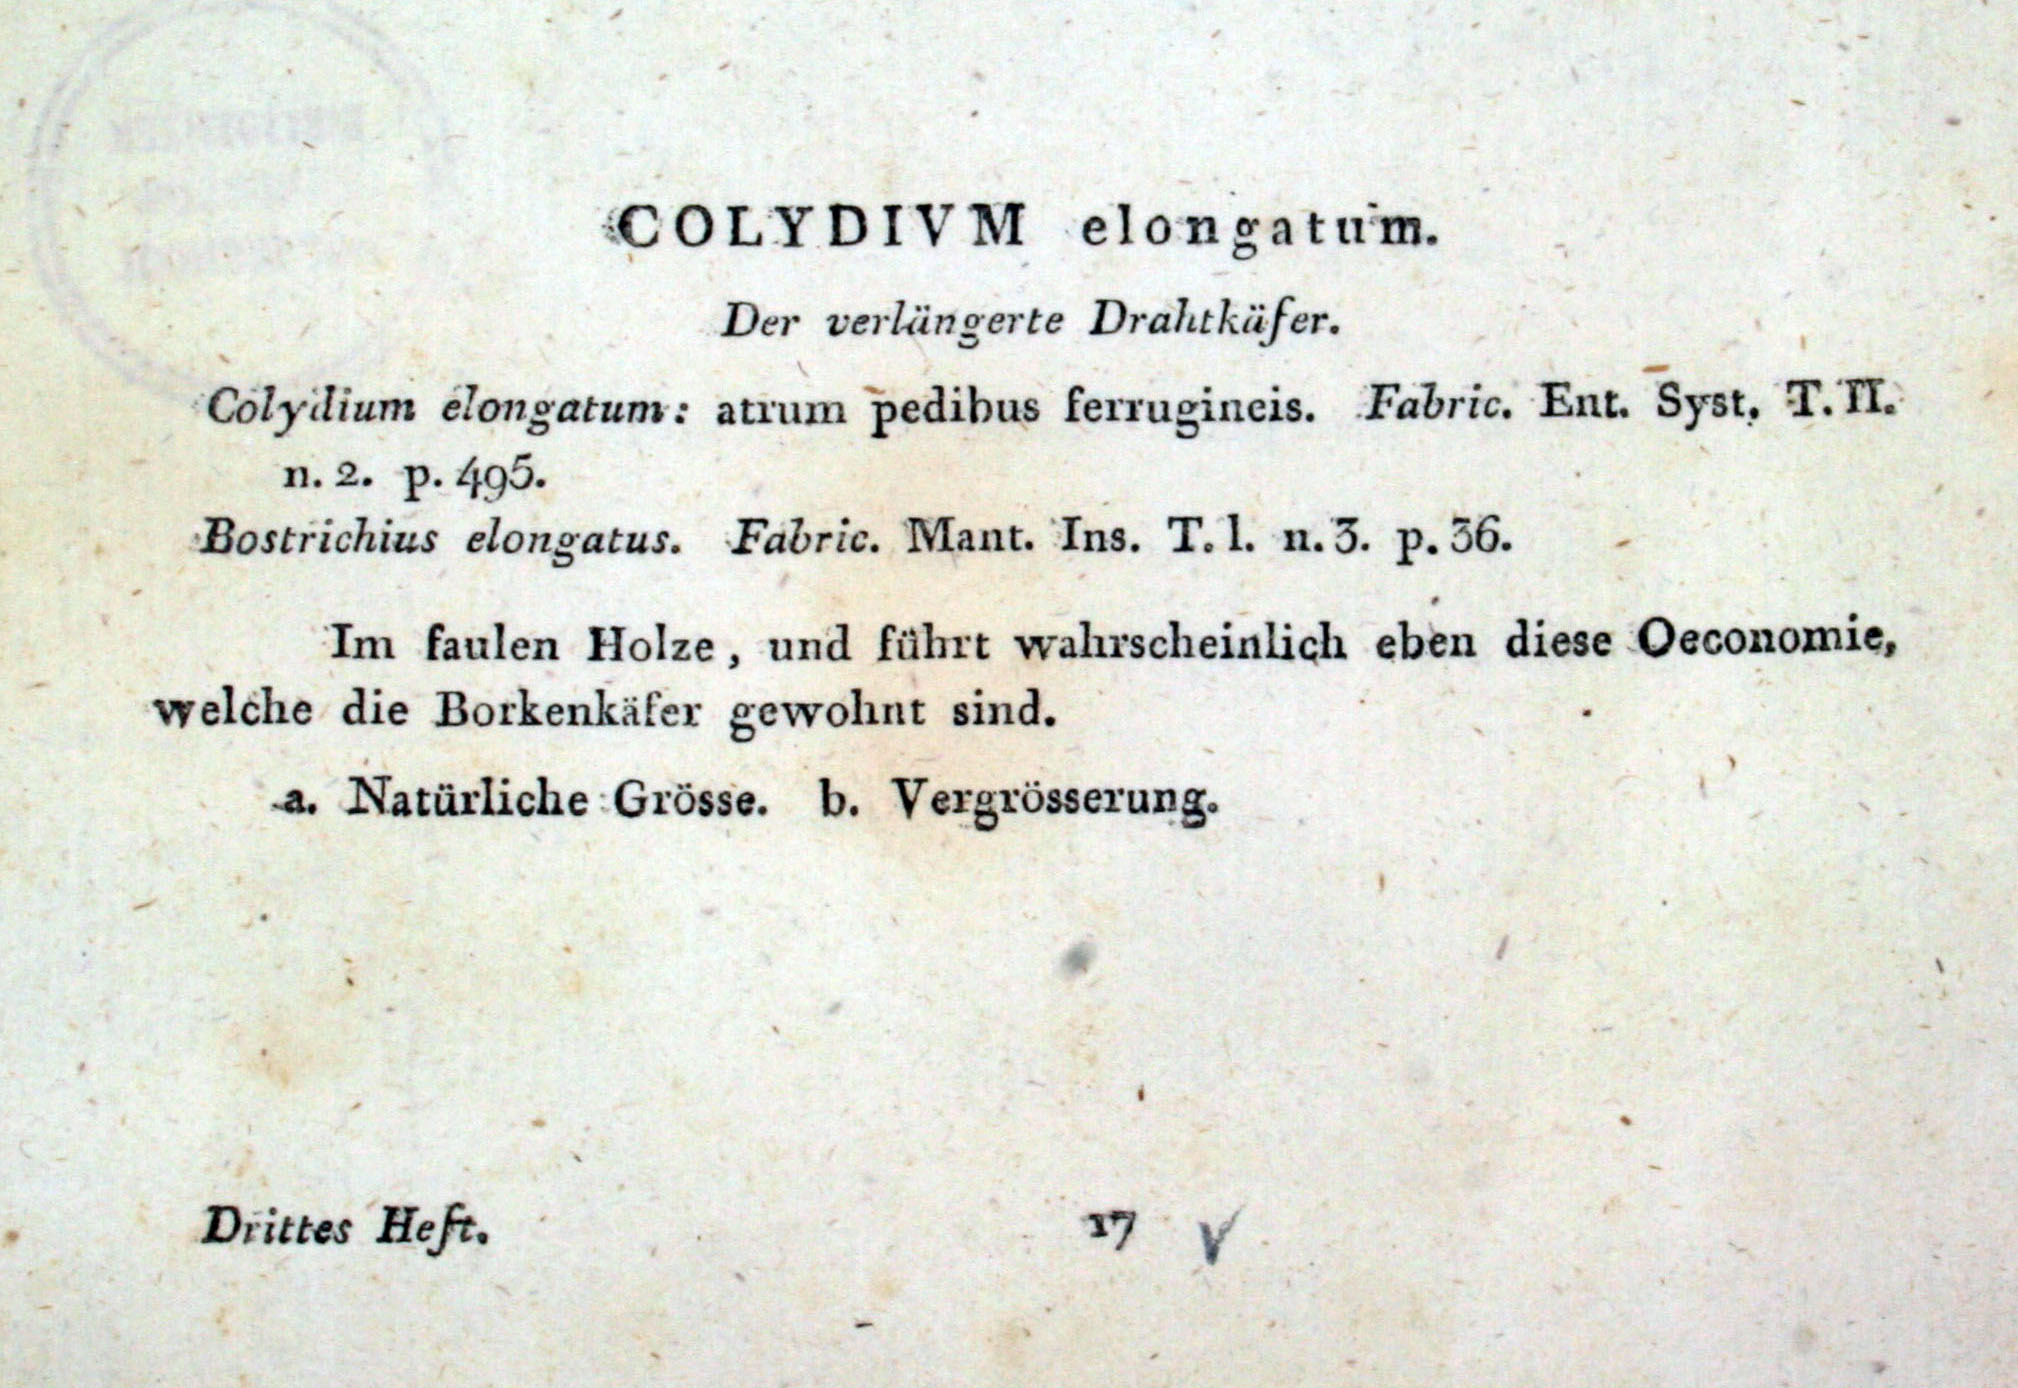 COLYDIVM elongatum.
Der verlängerte Drahtkäfer.
Colydium elongatum: atrum pedibus ferrugineis. Fabric. Ent. Syst. T. II.
n. 2. p. 495.
Bostrichius elongatus. Fabric. Mant. Ins. T. l. n. 3. p. 36.
Im faulen Holze, und führt wahrscheinlich eben diese Oeconomie,
welche die Borkenkäfer gewohnt sind.
a. Natürliche Grösse. b. Vergrösserung.
Drittes Heft. 17